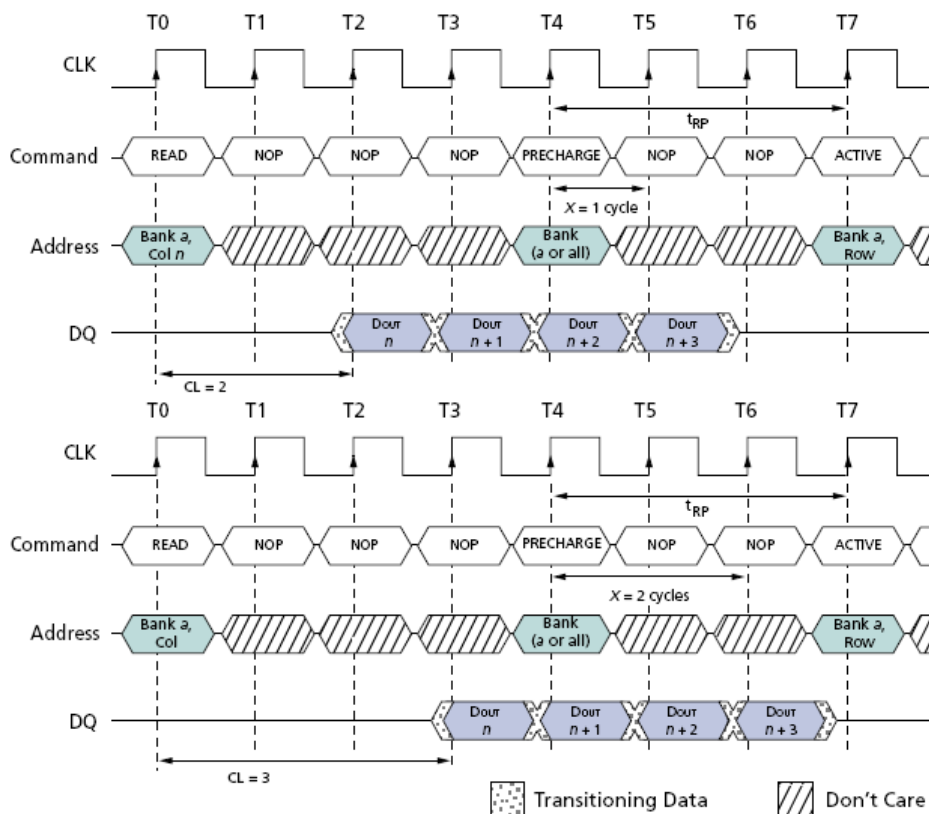 T0 T1 T2 T3 T4 T5 T6 T7
CLK
tRP
Command READ NOP NOP NOP PRECHARGE NOP NOP ACTIVE
X = 1 cycle
Address Bank a, Col n Bank (a or all) Bank a, Row
DQ DOUT n DOUT n + 1 DOUT n + 2 DOUT n + 3
CL = 2
T0 T1 T2 T3 T4 T5 T6 T7
CLK
tRP
Command READ NOP NOP NOP PRECHARGE NOP NOP ACTIVE
X = 2 cycles
Address Bank a, Col Bank (a or all) Bank a, Row
DQ DOUT n DOUT n + 1 DOUT n + 2 DOUT n + 3
CL = 3
Transitioning Data Don't Care